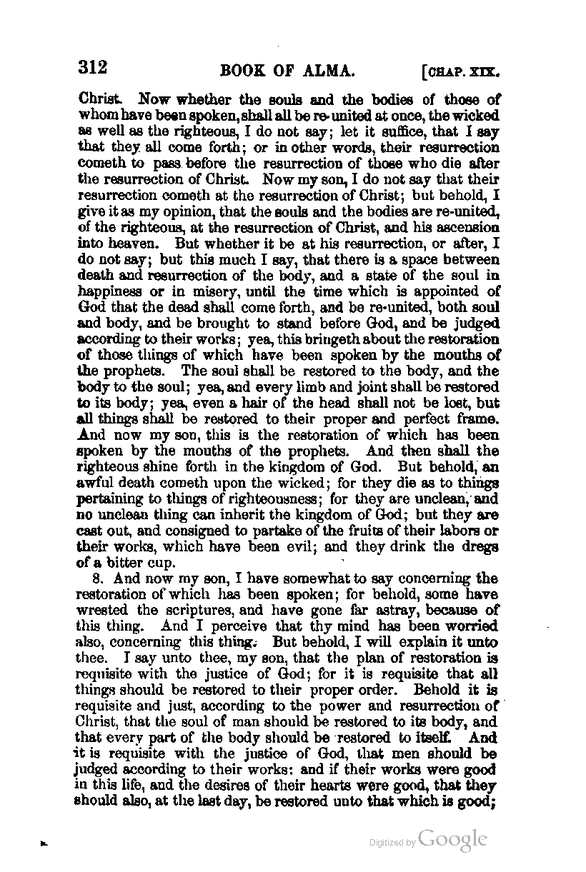 312 BOOK OF ALMA. [CHAP. XIX.
Christ. Now whether the souls and the bodies of those of
whom have been spoken, shall all be re-united at once, the wicked
as well as the righteous, I do not say; let it suffice, that I say
that they all come forth; or in other words, their resurrection
cometh to pass before the resurrection of those who die after
the resurrection of Christ. Now my son, I do not say that their
resurrection cometh at the resurrection of Christ; but behold, I
give it as my opinion, that the souls and the bodies are re-united,
of the righteous, at the resurrection of Christ, and his ascension
into heaven. But whether it be at his resurrection, or after, I
do not say; but this much I say, that there is a space between
death and resurrection of the body, and a state of the soul in
happiness or in misery, until the time which is appointed of
God that the dead shall come forth, and be re-united, both soul
and body, and be brought to stand before God, and be judged
according to their works; yea, this bringeth about the restoration
of those things of which have been spoken by the mouths of
the prophets. The soul shall be restored to the body, and the
body to the soul; yea, and every limb and joint shall be restored
to its body; yea, even a hair of the head shall not be lost, but
all things shall be restored to their proper and perfect frame.
And now my son, this is the restoration of which has been
spoken by the mouths of the prophets. And then shall the
righteous shine forth in the kingdom of God. But behold, an
awful death cometh upon the wicked; for they die as to things
pertaining to things of righteousness; for they are unclean, and
no unclean thing can inherit the kingdom of God; but they are
cast out, and consigned to partake of the fruits of their labors or
their works, which have been evil; and they drink the dregs
of a bitter cup.
8. And now my son, I have somewhat to say concerning the
restoration of which has been spoken; for behold, some have
wrested the scriptures, and have gone far astray, because of
this thing. And I perceive that thy mind has been worried
also, concerning this thing. But behold, I will explain it unto
thee. I say unto thee, my son, that the plan of restoration is
requisite with the justice of God; for it is requisite that all
things should be restored to their proper order. Behold it is
requisite and just, according to the power and resurrection of
Christ, that the soul of man should be restored to its body, and
that every part of the body should be restored to itself. And
it is requisite with the justice of God, that men should be
judged according to their works: and if their works were good
in this life, and the desires of their hearts were good, that they
should also, at the last day, be restored unto that which is good;
Digitized by Google